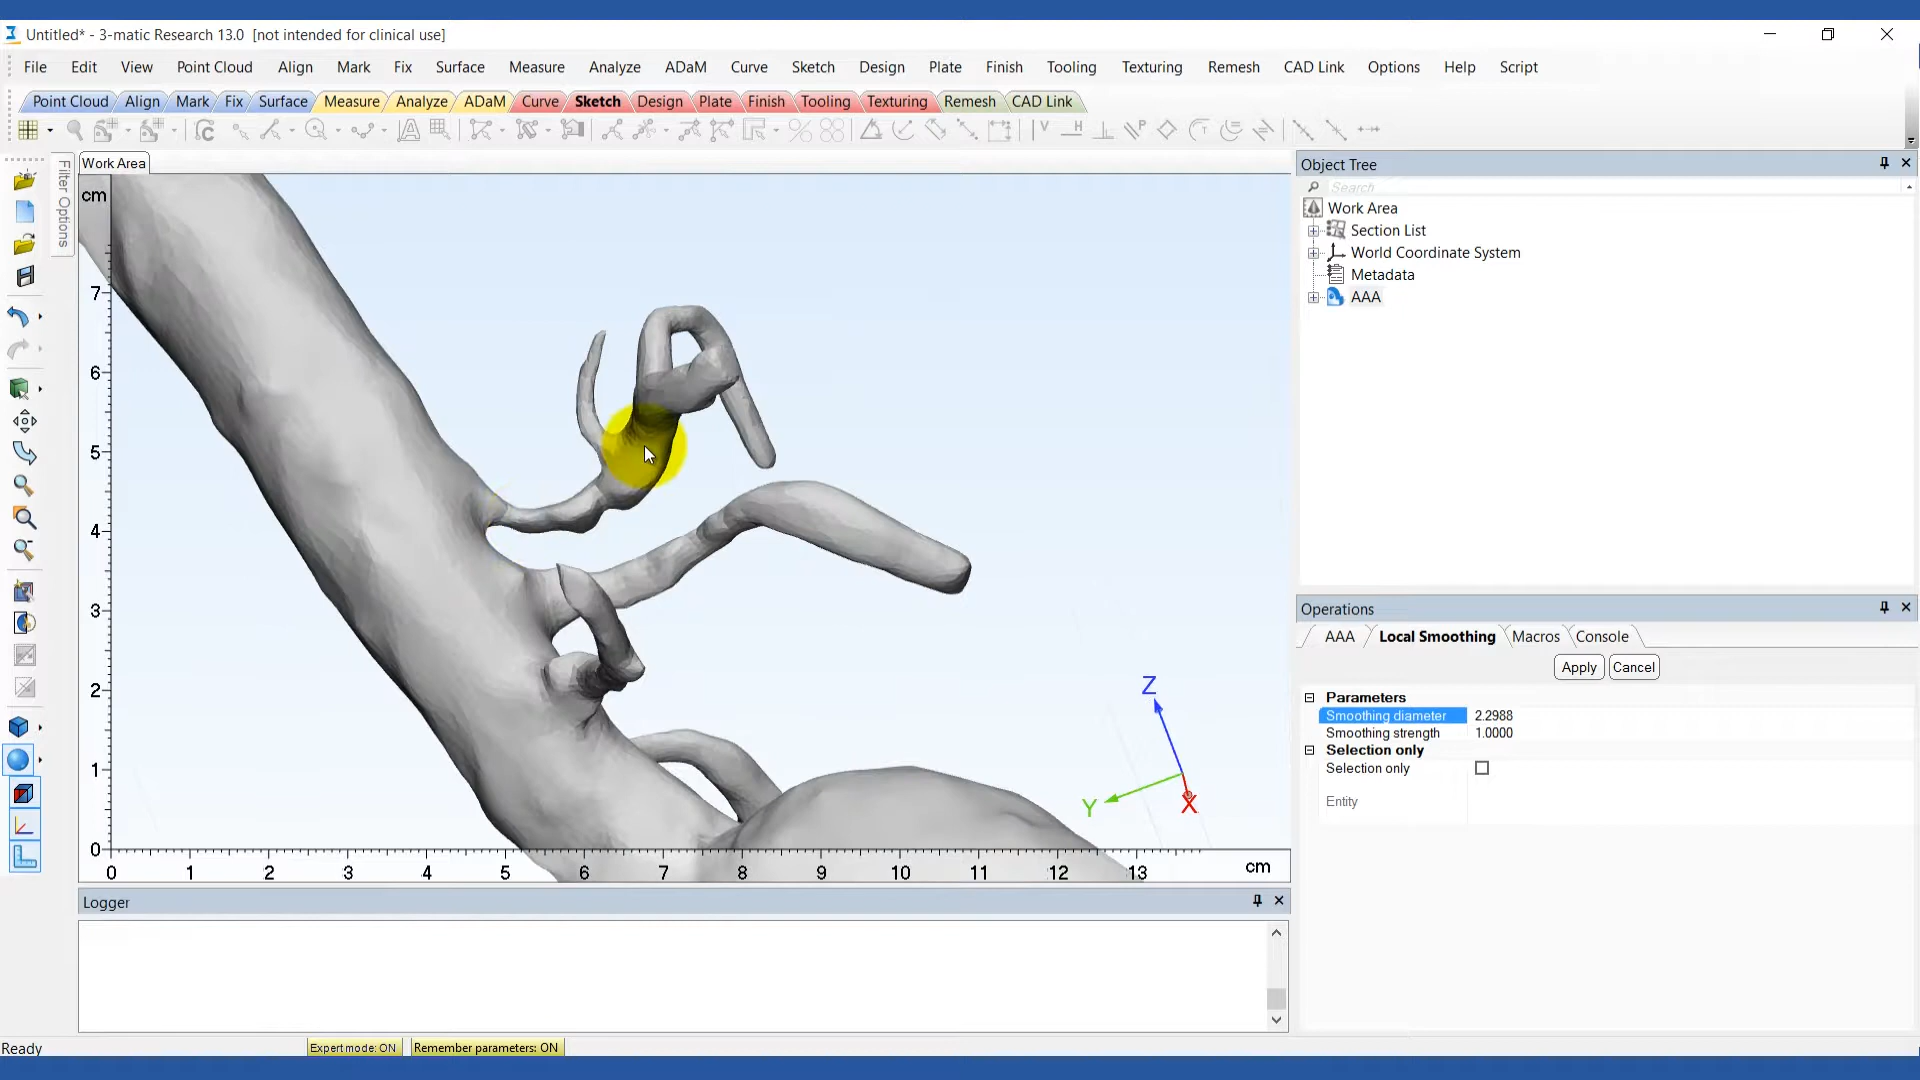 Untitled* - 3-matic Research 13.0 [not intended for clinical use]
File Edit View Point Cloud Align Mark Fix Surface Measure Analyze ADaM Curve Sketch Design Plate Finish Tooling Texturing Remesh CAD Link Options Help Script
Point Cloud Align Mark Fix Surface Measure Analyze ADaM Curve Sketch Design Plate Finish Tooling Texturing Remesh CAD Link
Filter Options
Work Area
cm
7
6
5
4
3
2
1
0
0 1 2 3 4 5 6 7 8 9 10 11 12 13 cm
Z
Y
X
Object Tree
Search
Work Area
Section List
World Coordinate System
Metadata
AAA
Operations
AAA Local Smoothing Macros Console
Apply Cancel
Parameters
Smoothing diameter 2.2988
Smoothing strength 1.0000
Selection only
Selection only
Entity
Logger
Ready Expert mode: ON Remember parameters: ON